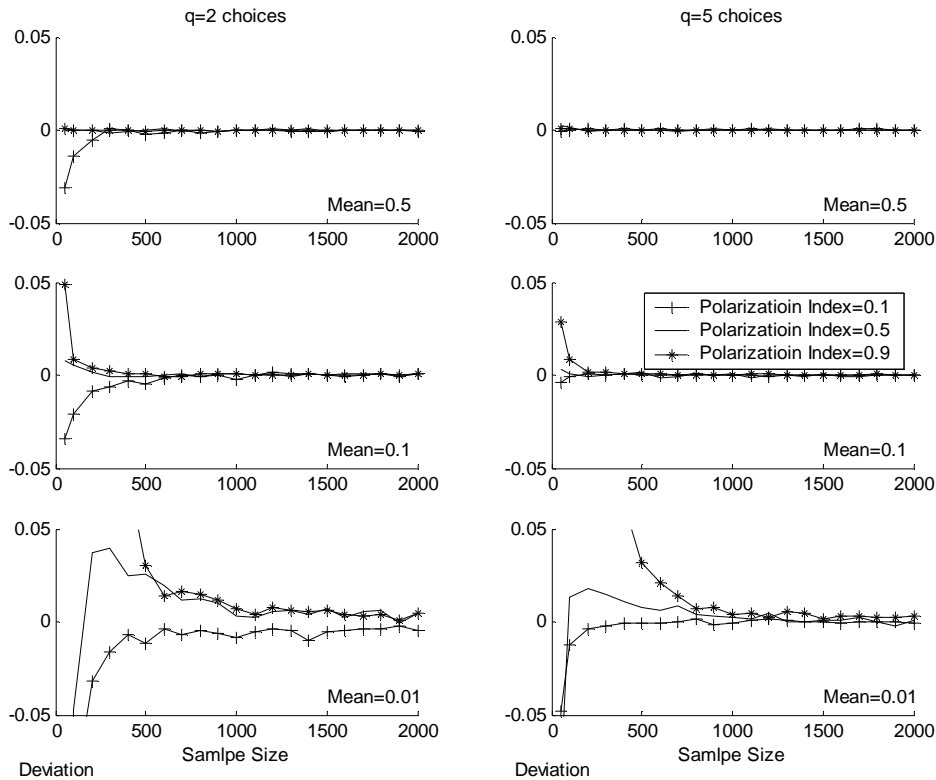 q=2 choices
q=5 choices
0.05
0
-0.05
0 500 1000 1500 2000
Mean=0.5
0.05
0
-0.05
0 500 1000 1500 2000
Mean=0.5
0.05
0
-0.05
0 500 1000 1500 2000
Mean=0.1
0.05
0
-0.05
0 500 1000 1500 2000
Polarizatioin Index=0.1
Polarizatioin Index=0.5
Polarizatioin Index=0.9
Mean=0.1
0.05
0
-0.05
0 500 1000 1500 2000
Mean=0.01
Samlpe Size
Deviation
0.05
0
-0.05
0 500 1000 1500 2000
Mean=0.01
Samlpe Size
Deviation